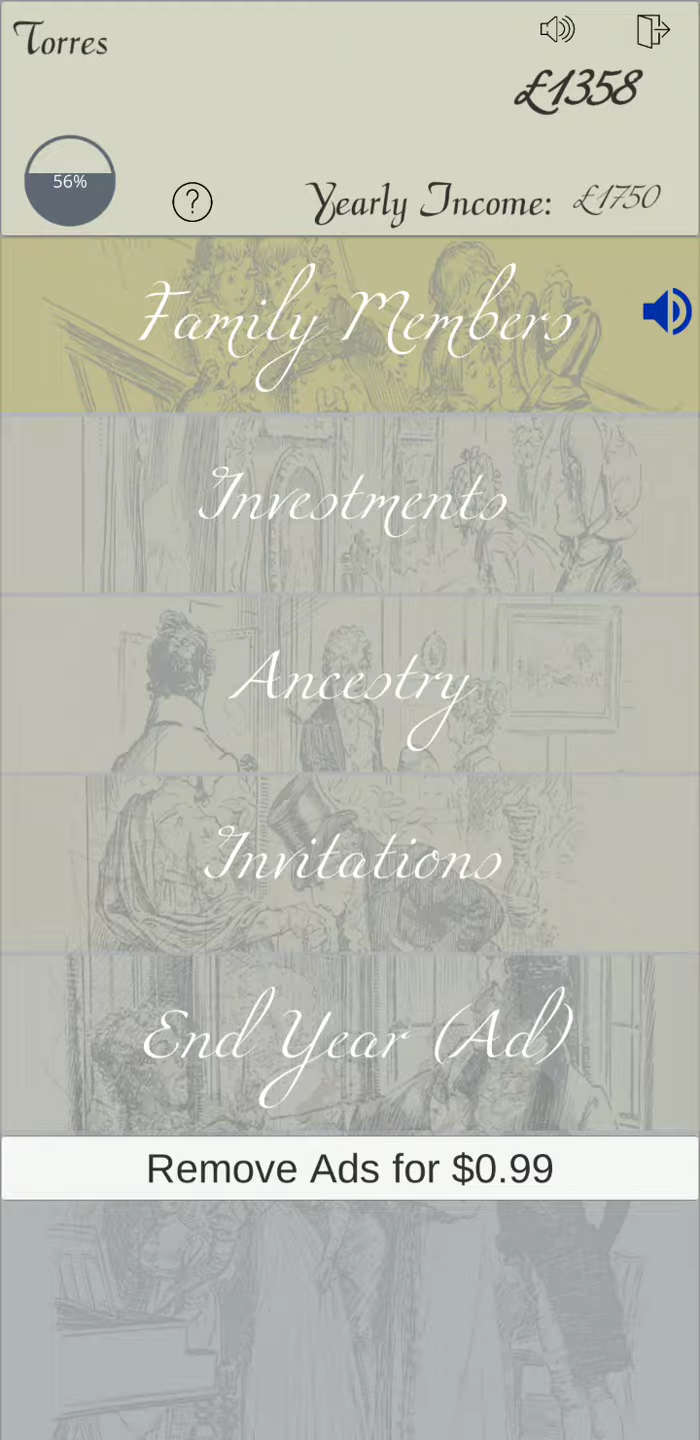 Torres
£1358
56%
?
Yearly Income: £1750
Family Members
Investments
Ancestry
Invitations
End Year (Ad)
Remove Ads for $0.99